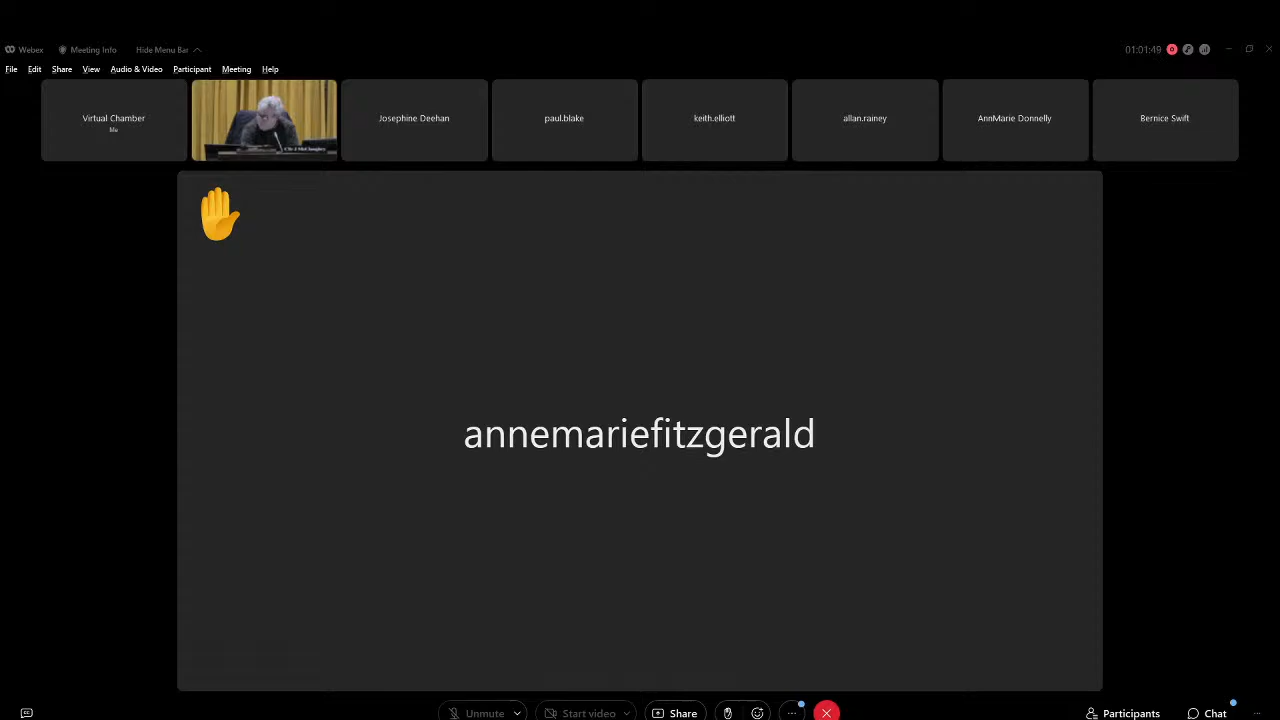 Webex Meeting Info Hide Menu Bar 01:01:49
File Edit Share View Audio & Video Participant Meeting Help
Virtual Chamber
Me
Josephine Deehan
paul.blake
keith.elliott
allan.rainey
AnnMarie Donnelly
Bernice Swift
annemariefitzgerald
Unmute Start video Share Participants Chat